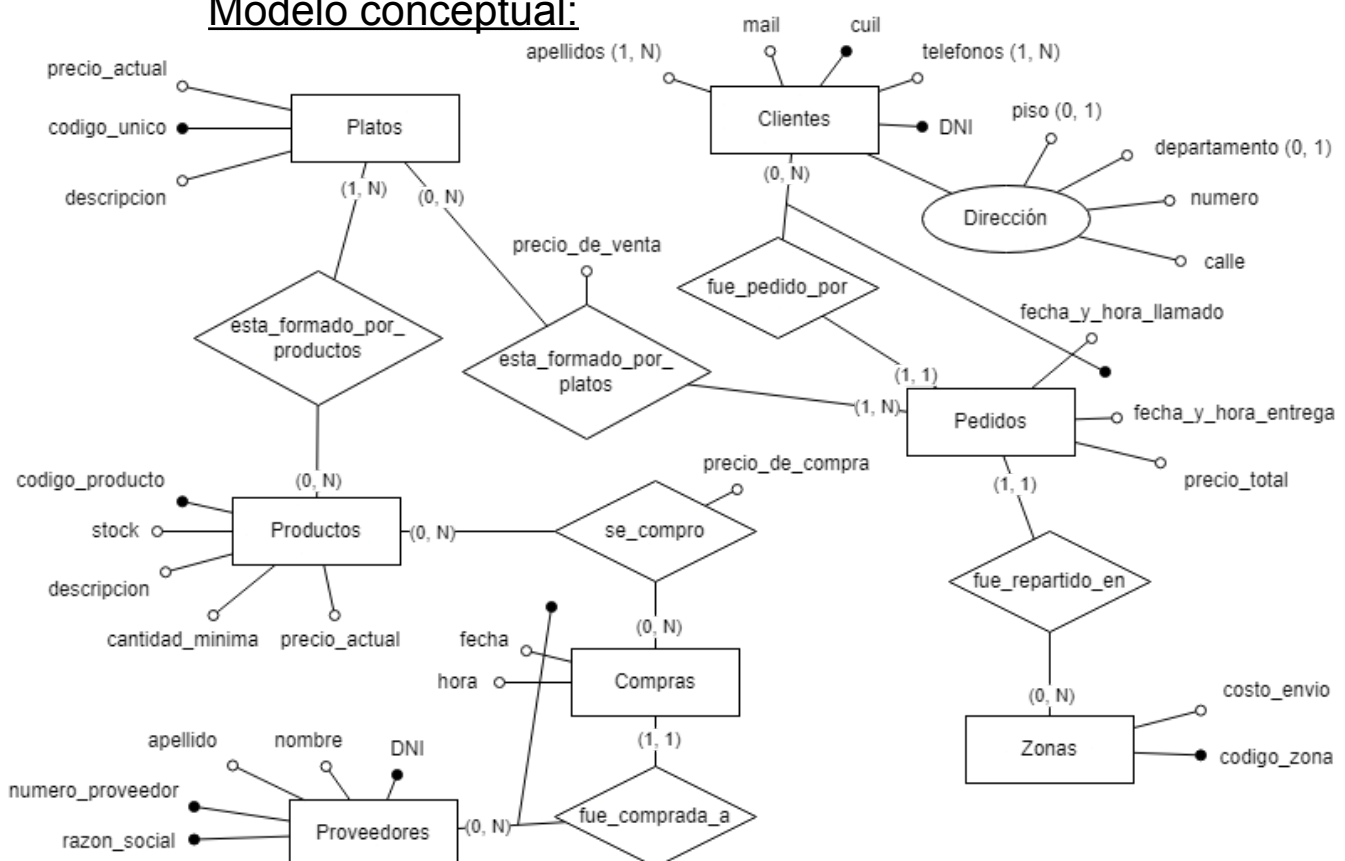 Modelo conceptual:
mail
cuil
apellidos (1, N)
telefonos (1, N)
precio_actual
Platos
Clientes
piso (0, 1)
codigo_unico
DNI
departamento (0, 1)
descripcion
(1, N)
(0, N)
(0, N)
numero
Dirección
precio_de_venta
calle
fue_pedido_por
fecha_y_hora_llamado
esta_formado_por_
productos
esta_formado_por_
platos
(1, 1)
(1, N)
Pedidos
fecha_y_hora_entrega
precio_de_compra
precio_total
codigo_producto
(0, N)
(1, 1)
stock
Productos
(0, N)
se_compro
descripcion
fue_repartido_en
cantidad_minima
precio_actual
fecha
(0, N)
hora
Compras
(0, N)
costo_envio
apellido
nombre
DNI
(1, 1)
Zonas
codigo_zona
numero_proveedor
Proveedores
(0, N)
fue_comprada_a
razon_social